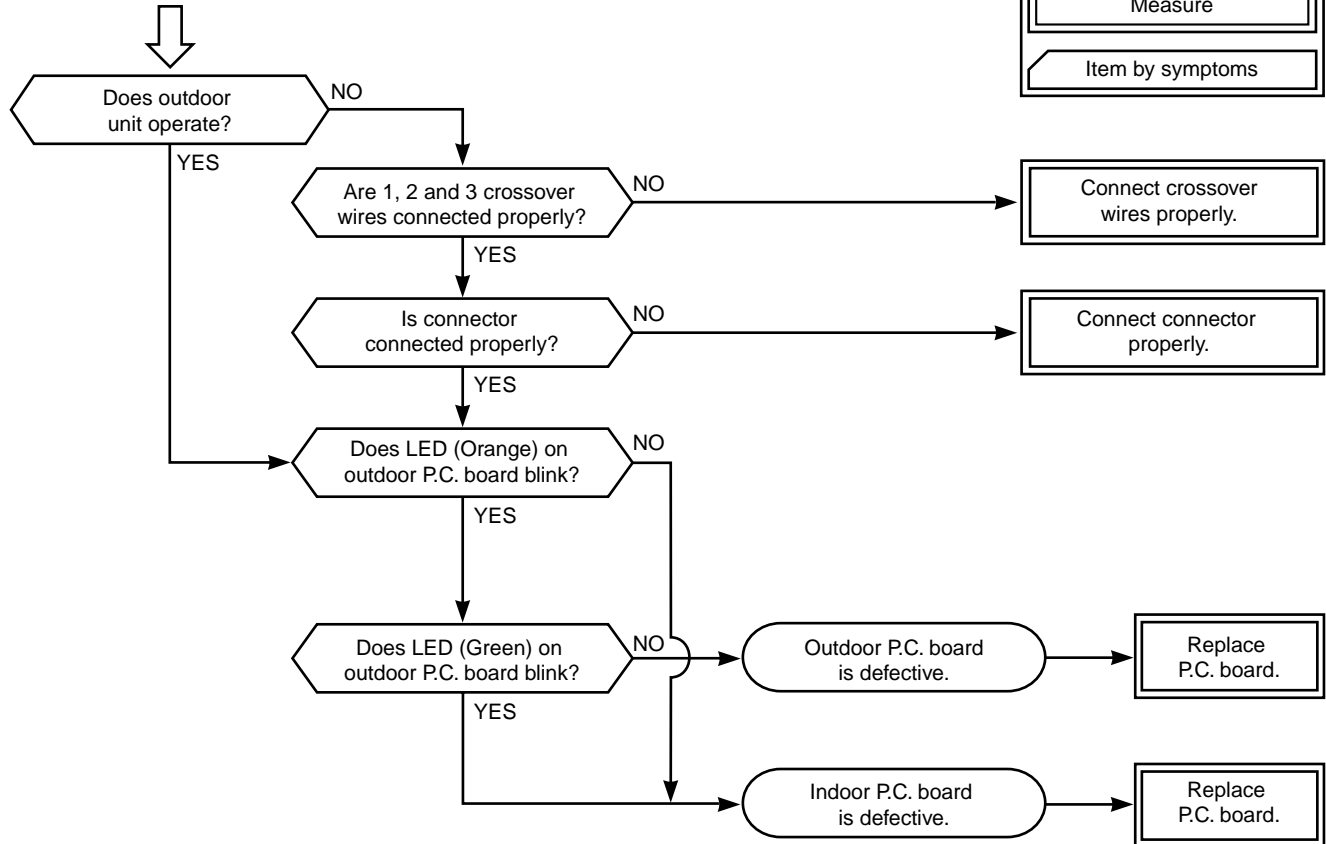 Measure
Item by symptoms
Does outdoor
unit operate?
NO
YES
Are 1, 2 and 3 crossover
wires connected properly?
NO
YES
Connect crossover
wires properly.
Is connector
connected properly?
NO
YES
Connect connector
properly.
Does LED (Orange) on
outdoor P.C. board blink?
NO
YES
Does LED (Green) on
outdoor P.C. board blink?
NO
YES
Outdoor P.C. board
is defective.
Replace
P.C. board.
Indoor P.C. board
is defective.
Replace
P.C. board.